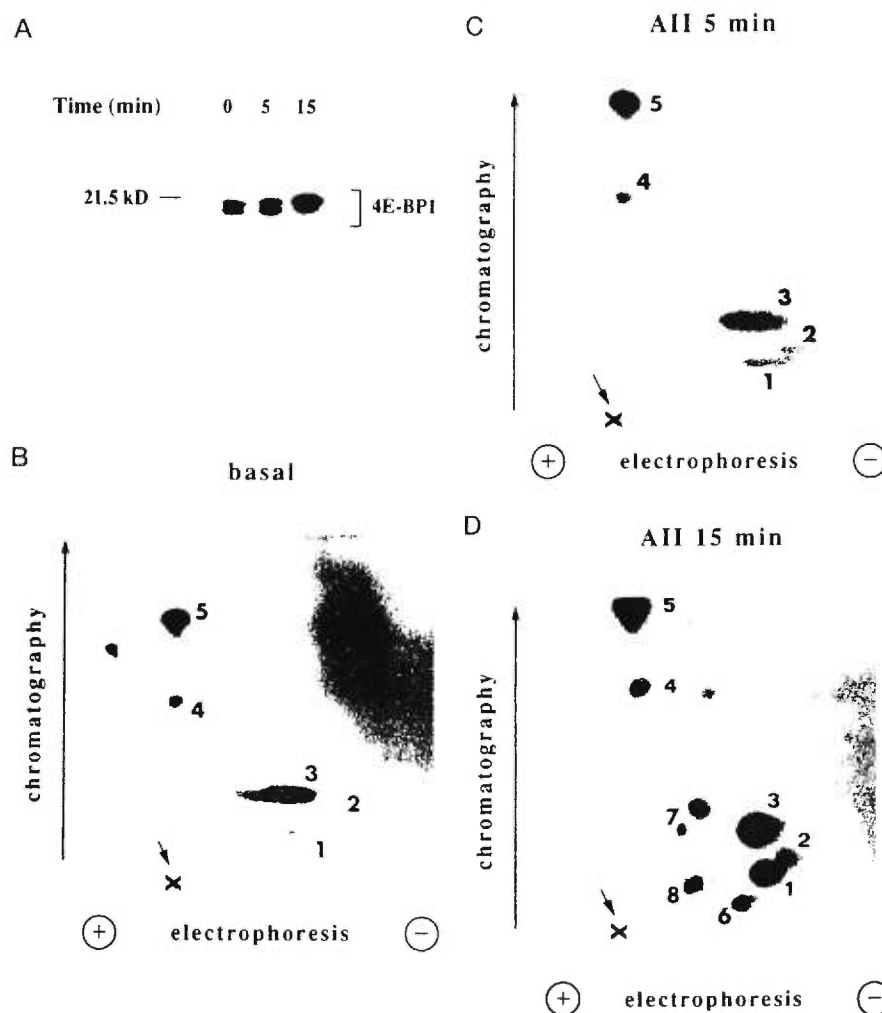 A
Time (min) 0 5 15
21.5 kD
4E-BP1
B
basal
5
4
3
2
1
chromatography
X
+ electrophoresis −
C
AII 5 min
5
4
3
2
1
chromatography
X
+ electrophoresis −
D
AII 15 min
5
4
3
7
2
1
8
6
chromatography
X
+ electrophoresis −